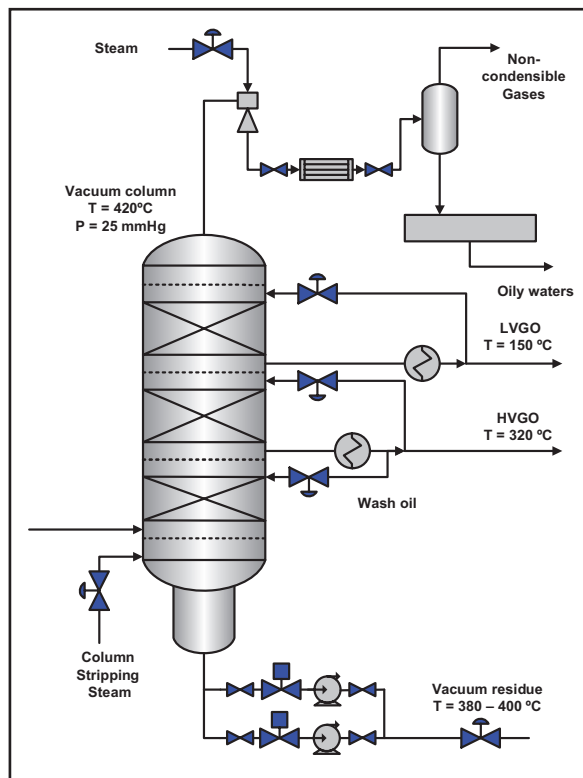 Steam
Non-
condensible
Gases
Vacuum column
T = 420ºC
P = 25 mmHg
Oily waters
LVGO
T = 150 ºC
HVGO
T = 320 ºC
Wash oil
Column
Stripping
Steam
Vacuum residue
T = 380 – 400 ºC